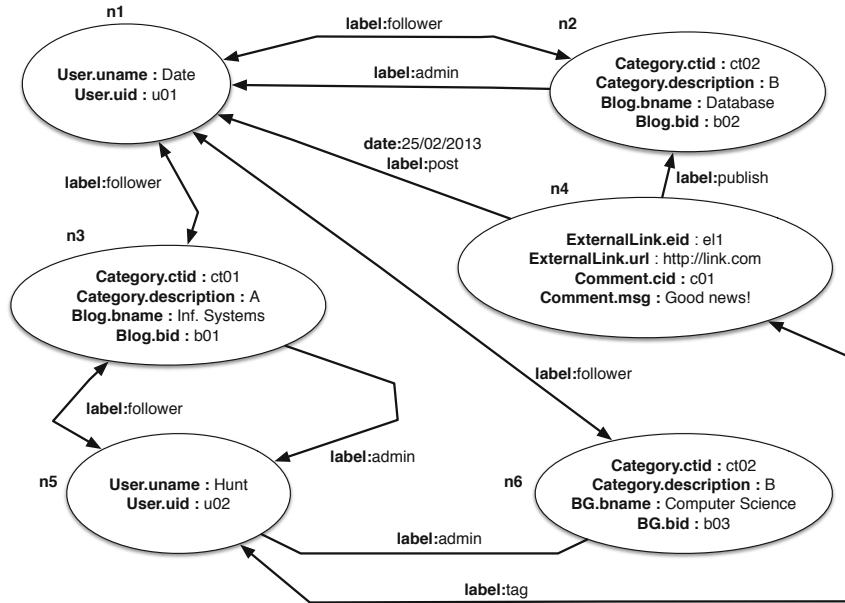 n1
label:follower
n2
User.uname : Date
User.uid : u01
label:admin
Category.ctid : ct02
Category.description : B
Blog.bname : Database
Blog.bid : b02
date:25/02/2013
label:post
label:follower
n4
label:publish
n3
ExternalLink.eid : el1
ExternalLink.url : http://link.com
Comment.cid : c01
Comment.msg : Good news!
Category.ctid : ct01
Category.description : A
Blog.bname : Inf. Systems
Blog.bid : b01
label:follower
label:follower
label:admin
n5
User.uname : Hunt
User.uid : u02
n6
Category.ctid : ct02
Category.description : B
BG.bname : Computer Science
BG.bid : b03
label:admin
label:tag